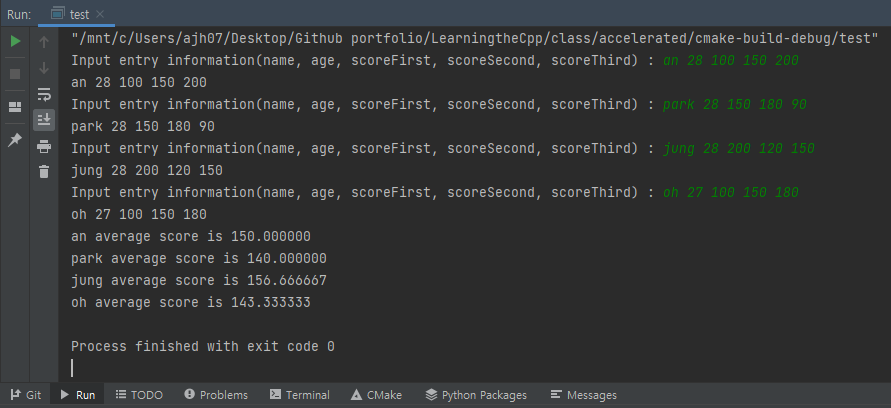 Run: test
"/mnt/c/Users/ajh07/Desktop/Github portfolio/LearningtheCpp/class/accelerated/cmake-build-debug/test"
Input entry information(name, age, scoreFirst, scoreSecond, scoreThird) : an 28 100 150 200
an 28 100 150 200
Input entry information(name, age, scoreFirst, scoreSecond, scoreThird) : park 28 150 180 90
park 28 150 180 90
Input entry information(name, age, scoreFirst, scoreSecond, scoreThird) : jung 28 200 120 150
jung 28 200 120 150
Input entry information(name, age, scoreFirst, scoreSecond, scoreThird) : oh 27 100 150 180
oh 27 100 150 180
an average score is 150.000000
park average score is 140.000000
jung average score is 156.666667
oh average score is 143.333333
Process finished with exit code 0
Git Run TODO Problems Terminal CMake Python Packages Messages